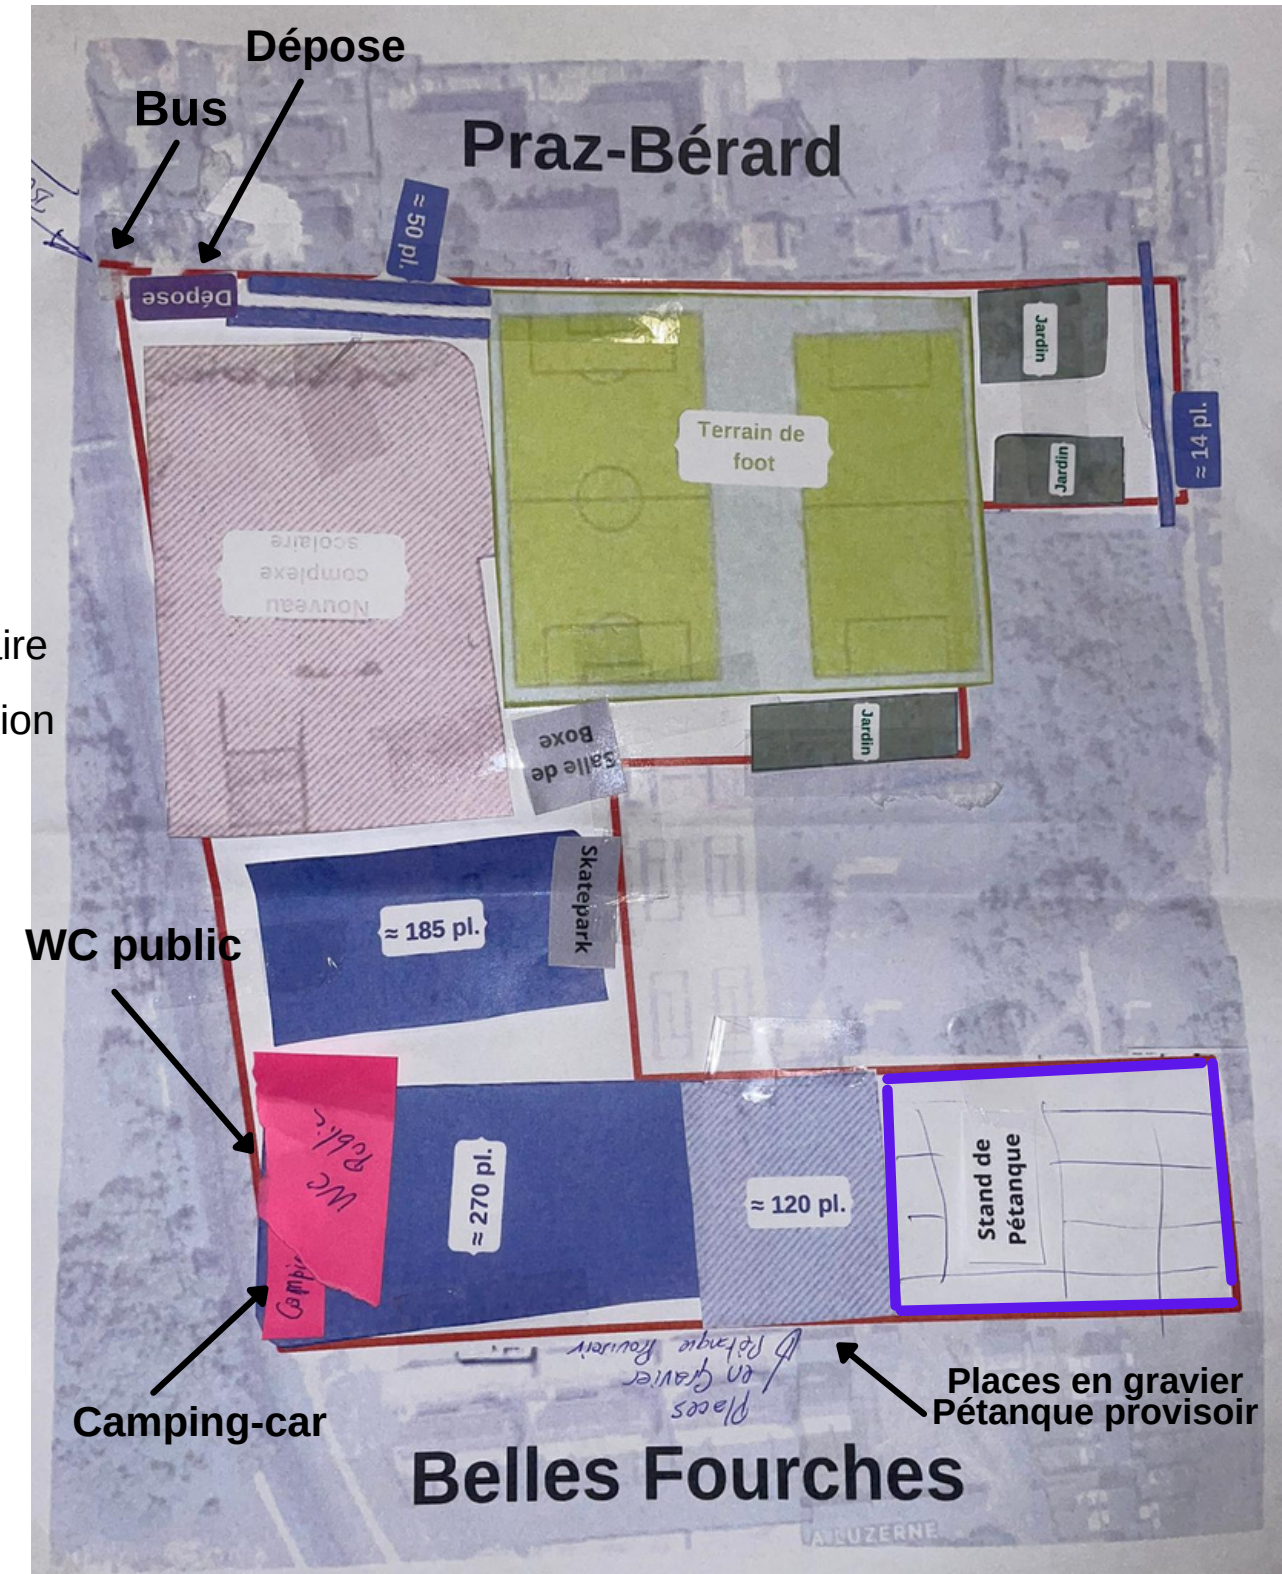 Dépose
Bus
Praz-Bérard
≈ 50 pl.
Dépose
Jardin
≈ 14 pl.
Terrain de
foot
Jardin
Nouveau
complexe
scolaire
ire
ion
Jardin
Salle de
Boxe
Skatepark
≈ 185 pl.
WC public
WC
Public
≈ 270 pl.
≈ 120 pl.
Stand de
Pétanque
Campi
Places
en Gravier
Pétanque Provisoir
Places en gravier
Pétanque provisoir
Camping-car
Belles Fourches
A LUZERNE